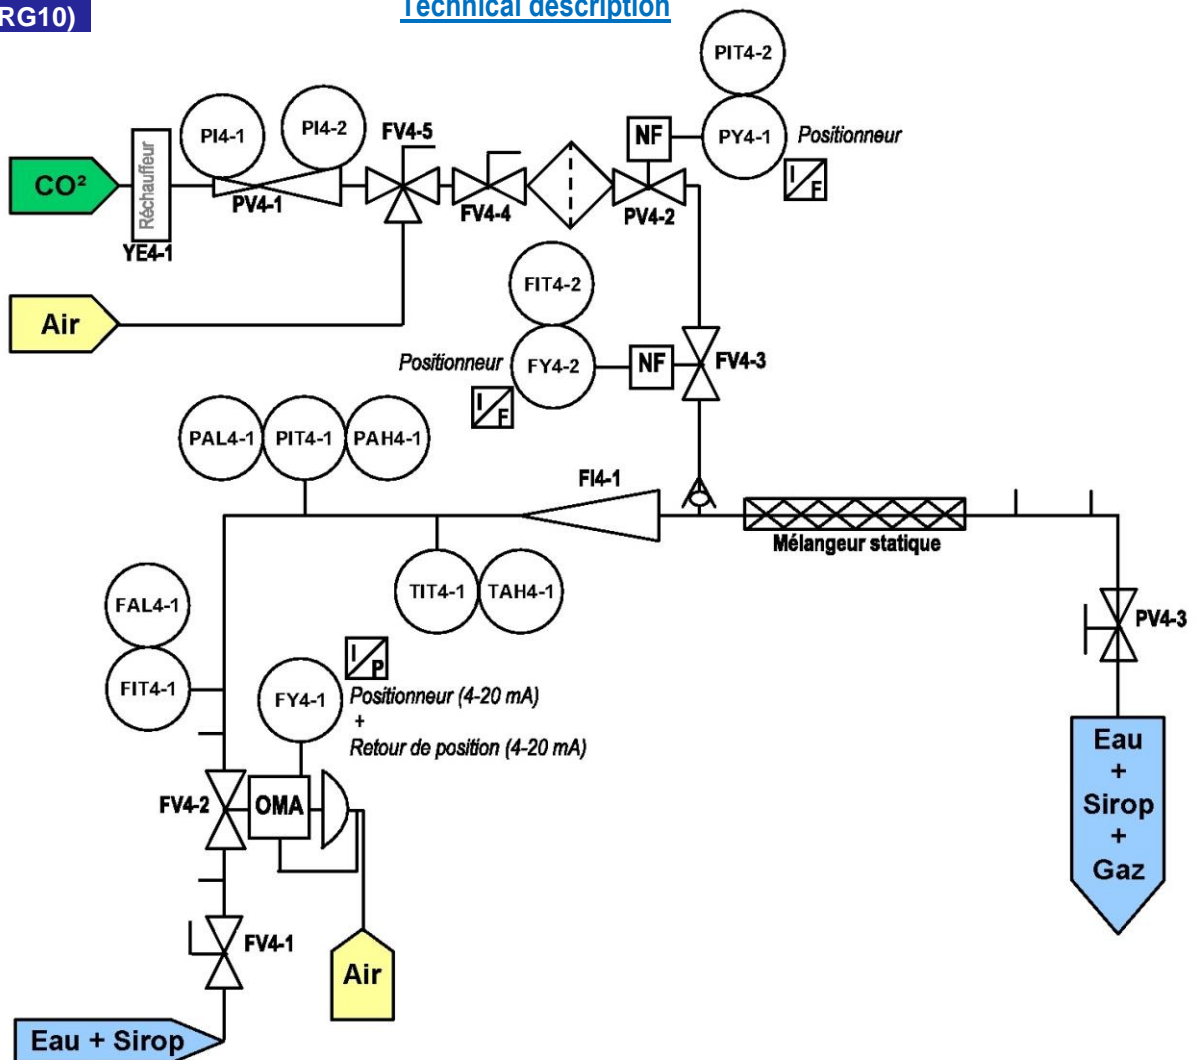 RG10)
Technical description
PIT4-2
PI4-1
PI4-2
FV4-5
NF
PY4-1
Positionneur
I/F
CO²
Réchauffeur
PV4-1
FV4-4
PV4-2
YE4-1
FIT4-2
Air
Positionneur
FY4-2
NF
FV4-3
I/F
PAL4-1
PIT4-1
PAH4-1
FI4-1
Mélangeur statique
TIT4-1
TAH4-1
FAL4-1
PV4-3
I/P
FIT4-1
FY4-1
Positionneur (4-20 mA)
+
Retour de position (4-20 mA)
FV4-2
OMA
Eau
+
Sirop
+
Gaz
FV4-1
Air
Eau + Sirop